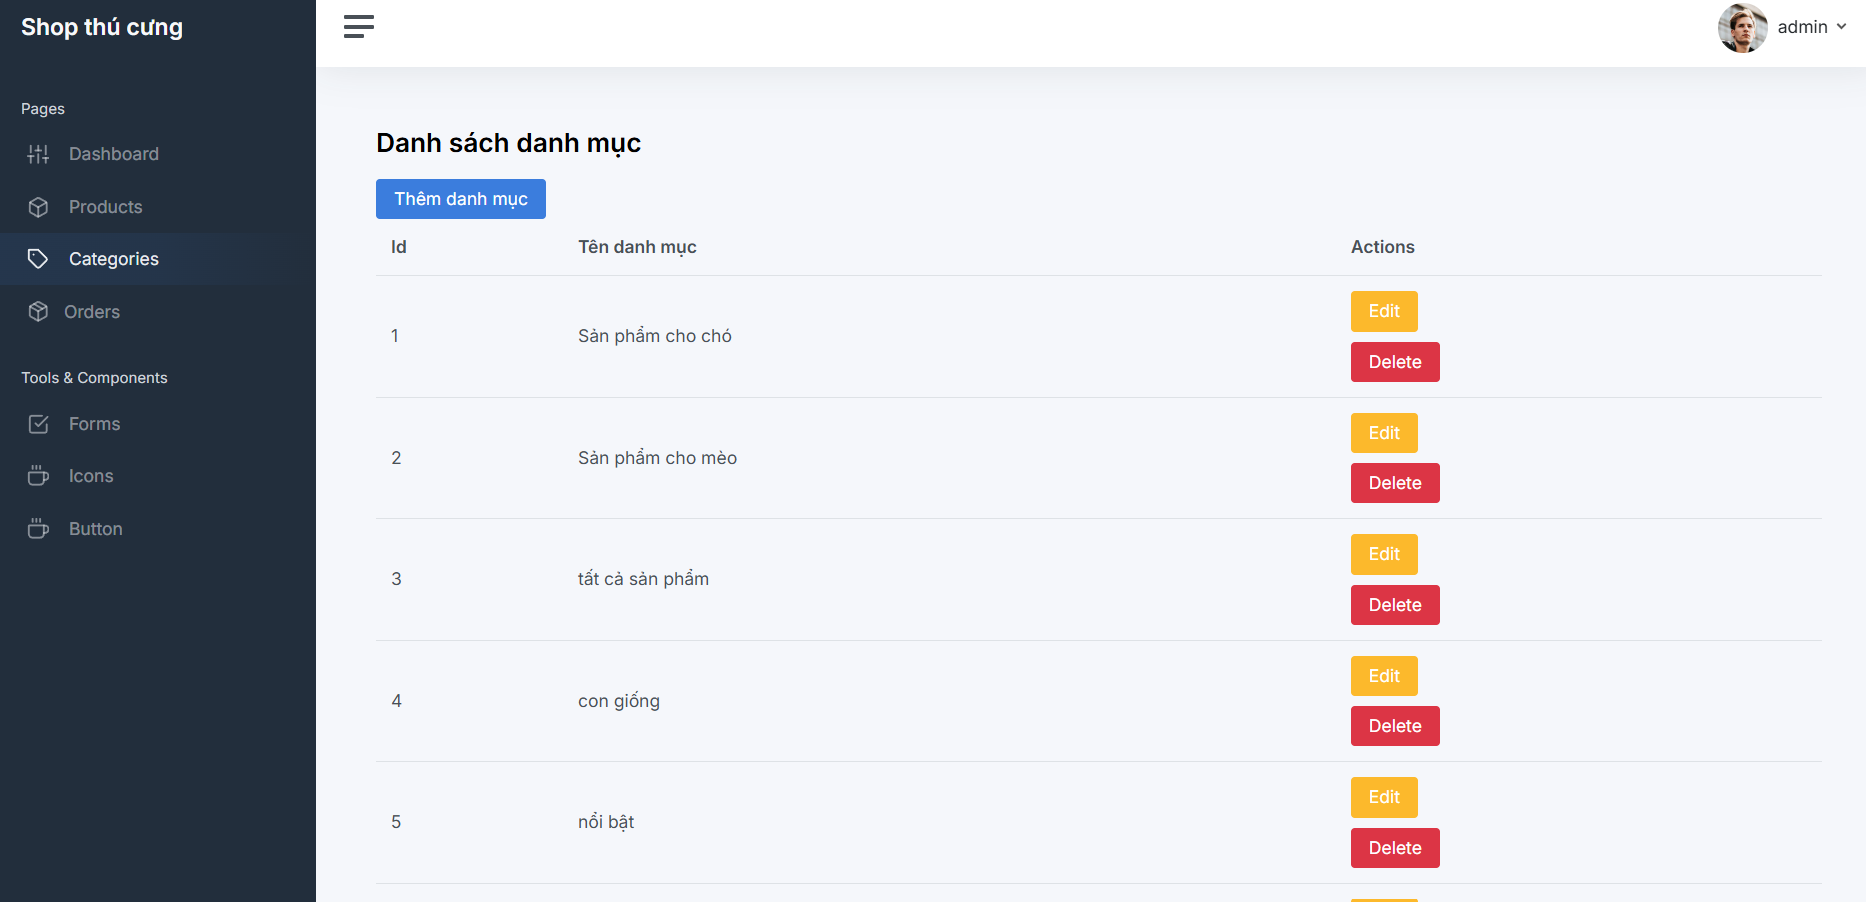 Shop thú cưng
admin
Pages
Dashboard
Products
Categories
Orders
Tools & Components
Forms
Icons
Button
Danh sách danh mục
Thêm danh mục
Id Tên danh mục Actions
1 Sản phẩm cho chó Edit
Delete
2 Sản phẩm cho mèo Edit
Delete
3 tất cả sản phẩm Edit
Delete
4 con giống Edit
Delete
5 nổi bật Edit
Delete